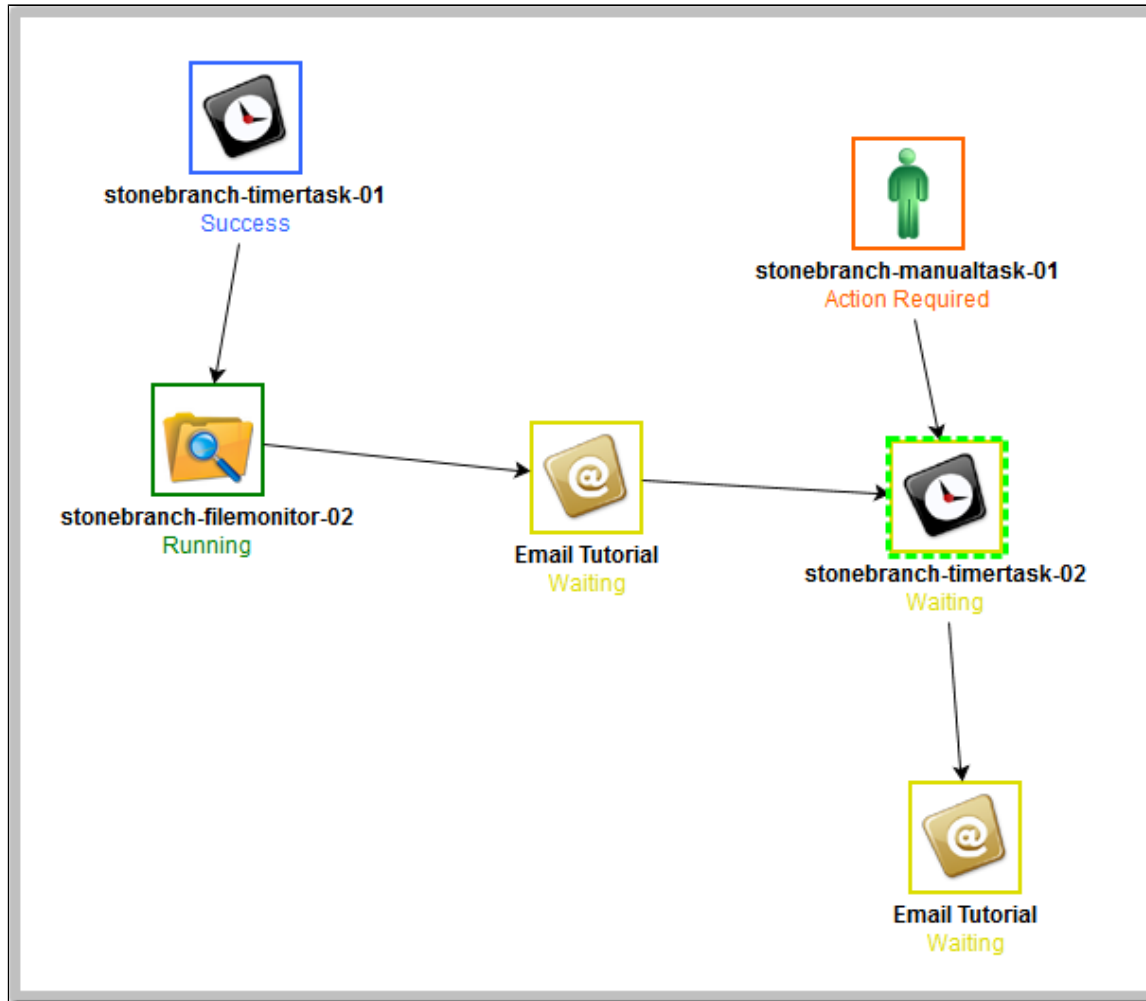 stonebranch-timertask-01
Success
stonebranch-manualtask-01
Action Required
stonebranch-filemonitor-02
Running
@
Email Tutorial
Waiting
stonebranch-timertask-02
Waiting
@
Email Tutorial
Waiting